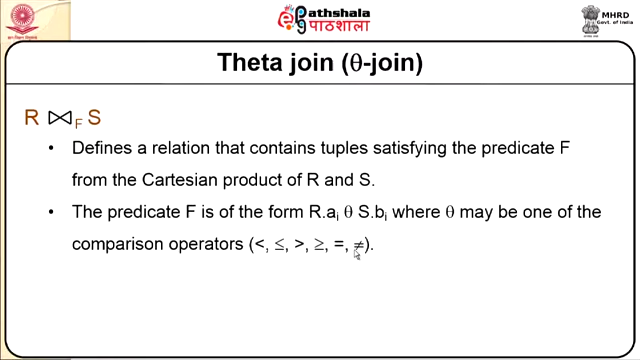 Pathshala
पाठशाला
MHRD
Govt. of India
Theta join (θ-join)
R ⋈F S
• Defines a relation that contains tuples satisfying the predicate F
from the Cartesian product of R and S.
• The predicate F is of the form R.ai θ S.bi where θ may be one of the
comparison operators (<, ≤, >, ≥, =, ≠).